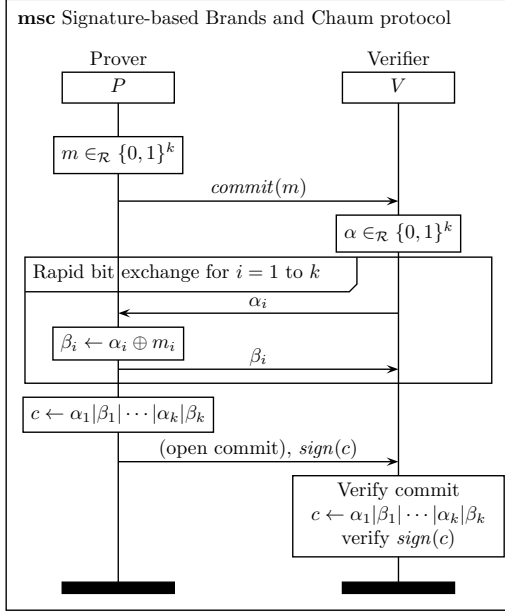 msc Signature-based Brands and Chaum protocol
Prover Verifier
P V
m ∈_R {0, 1}^k
commit(m)
α ∈_R {0, 1}^k
Rapid bit exchange for i = 1 to k
α_i
β_i ← α_i ⊕ m_i
β_i
c ← α_1|β_1| · · · |α_k|β_k
(open commit), sign(c)
Verify commit
c ← α_1|β_1| · · · |α_k|β_k
verify sign(c)